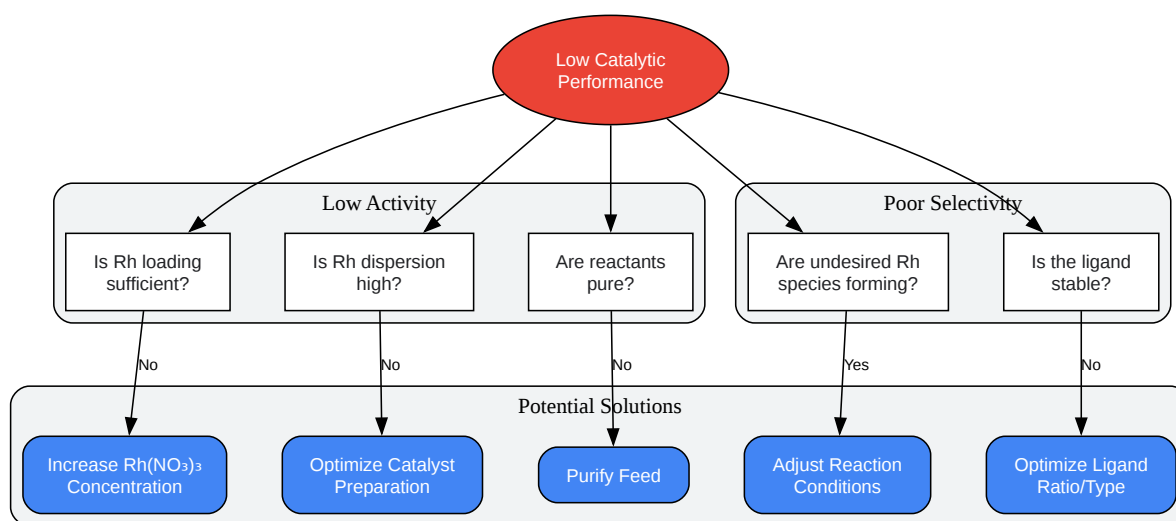 Low Catalytic
Performance
Low Activity
Poor Selectivity
Is Rh loading
sufficient?
Is Rh dispersion
high?
Are reactants
pure?
Are undesired Rh
species forming?
Is the ligand
stable?
No
No
No
Yes
No
Potential Solutions
Increase Rh(NO₃)₃
Concentration
Optimize Catalyst
Preparation
Purify Feed
Adjust Reaction
Conditions
Optimize Ligand
Ratio/Type